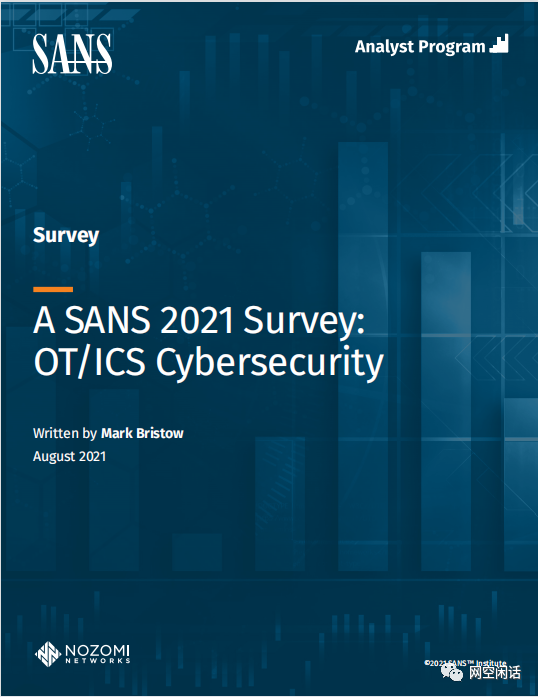 SANS
Analyst Program
Survey
A SANS 2021 Survey:
OT/ICS Cybersecurity
Written by Mark Bristow
August 2021
NOZOMI
NETWORKS
©2021 SANS™ Institute
网空闲话